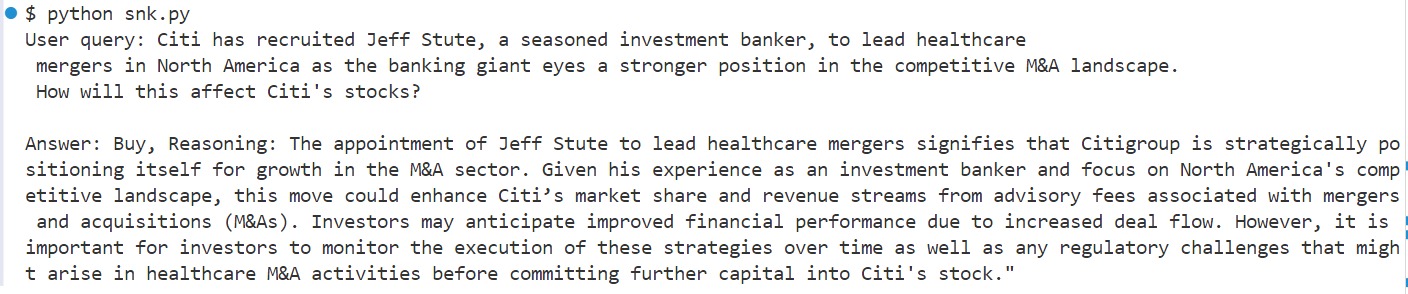 $ python snk.py
User query: Citi has recruited Jeff Stute, a seasoned investment banker, to lead healthcare
mergers in North America as the banking giant eyes a stronger position in the competitive M&A landscape.
How will this affect Citi's stocks?
Answer: Buy, Reasoning: The appointment of Jeff Stute to lead healthcare mergers signifies that Citigroup is strategically po
sitioning itself for growth in the M&A sector. Given his experience as an investment banker and focus on North America's comp
etitive landscape, this move could enhance Citi’s market share and revenue streams from advisory fees associated with mergers
and acquisitions (M&As). Investors may anticipate improved financial performance due to increased deal flow. However, it is
important for investors to monitor the execution of these strategies over time as well as any regulatory challenges that migh
t arise in healthcare M&A activities before committing further capital into Citi's stock."